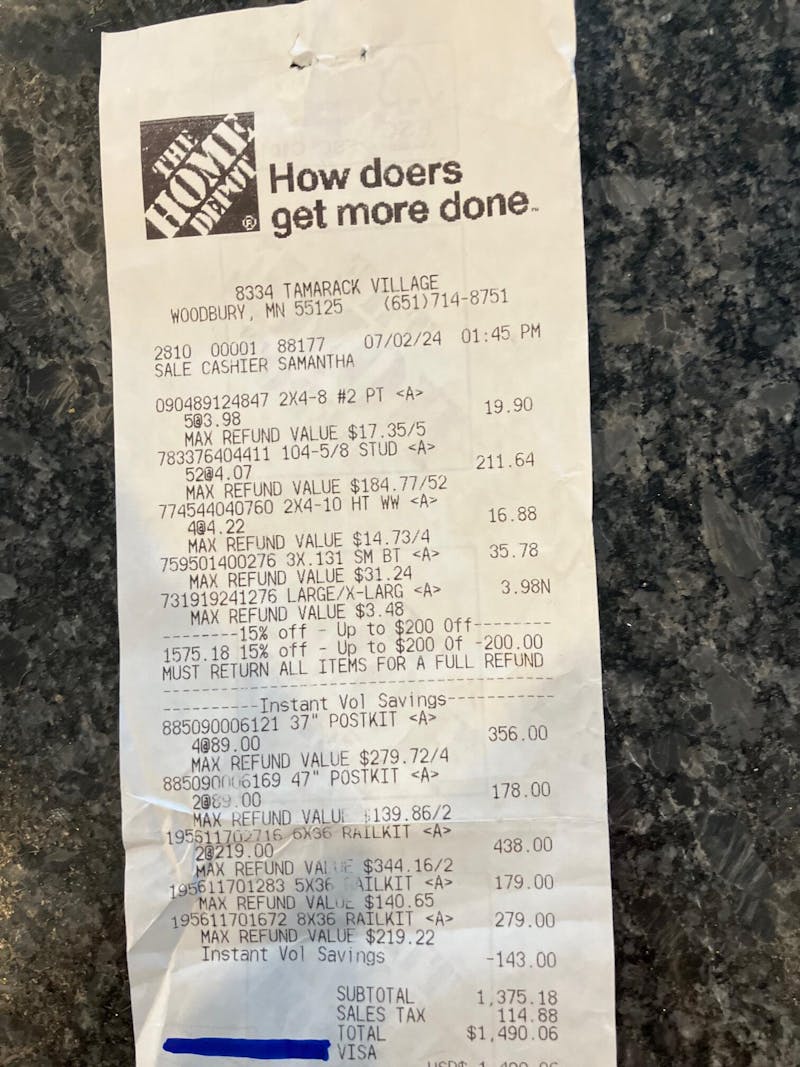 THE
HOME
DEPOT
®
How doers
get more done™
8334 TAMARACK VILLAGE
WOODBURY, MN 55125 (651)714-8751
2810 00001 88177 07/02/24 01:45 PM
SALE CASHIER SAMANTHA
090489124847 2X4-8 #2 PT <A> 19.90
5@3.98
MAX REFUND VALUE $17.35/5
783376404411 104-5/8 STUD <A> 211.64
52@4.07
MAX REFUND VALUE $184.77/52
774544040760 2X4-10 HT WW <A> 16.88
4@4.22
MAX REFUND VALUE $14.73/4
759501400276 3X.131 SM BT <A> 35.78
MAX REFUND VALUE $31.24
731919241276 LARGE/X-LARG <A> 3.98N
MAX REFUND VALUE $3.48
--------15% off - Up to $200 Off--------
1575.18 15% off - Up to $200 Of -200.00
MUST RETURN ALL ITEMS FOR A FULL REFUND
----------Instant Vol Savings-----------
885090006121 37" POSTKIT <A> 356.00
4@89.00
MAX REFUND VALUE $279.72/4
885090006169 47" POSTKIT <A> 178.00
2@89.00
MAX REFUND VALUE $139.86/2
195611702716 6X36 RAILKIT <A> 438.00
2@219.00
MAX REFUND VALUE $344.16/2
195611701283 5X36 RAILKIT <A> 179.00
MAX REFUND VALUE $140.65
195611701672 8X36 RAILKIT <A> 279.00
MAX REFUND VALUE $219.22
Instant Vol Savings -143.00
SUBTOTAL 1,375.18
SALES TAX 114.88
TOTAL $1,490.06
VISA